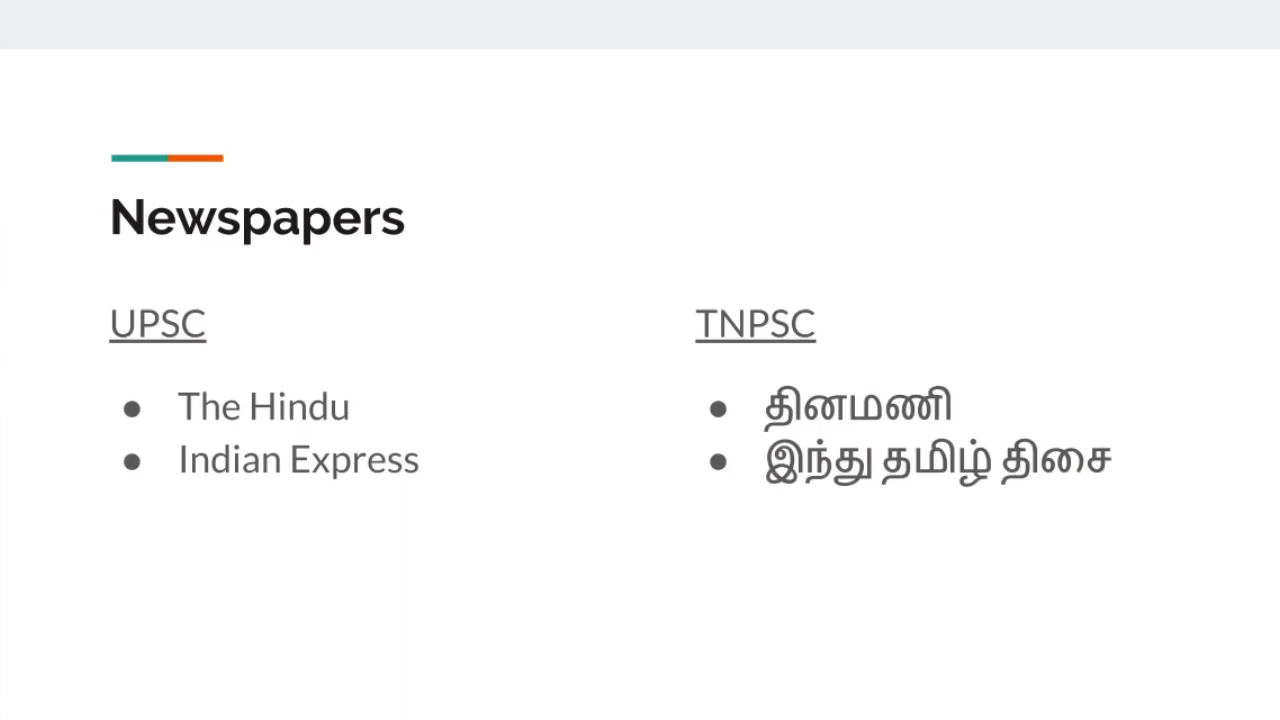 Newspapers
UPSC
● The Hindu
● Indian Express
TNPSC
● தினமணி
● இந்து தமிழ் திசை